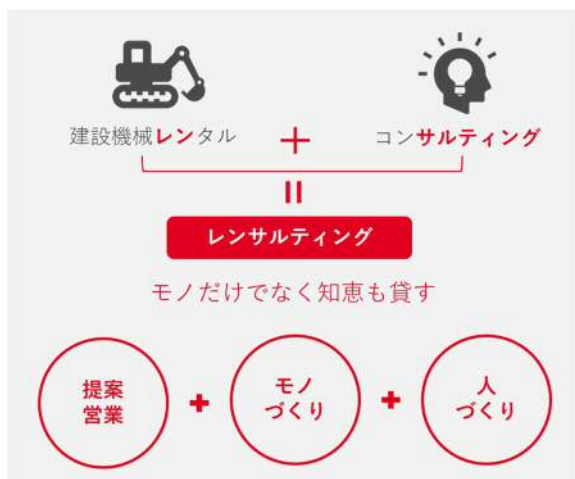 建設機械レンタル + コンサルティング
=
レンサルティング
モノだけでなく知恵も貸す
提案 + モノ + 人
営業 づくり づくり